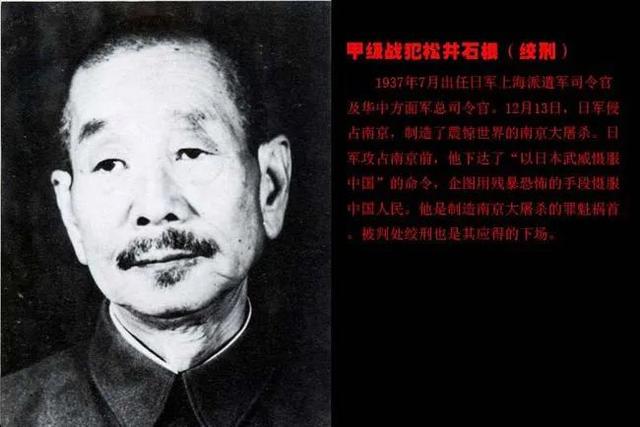 甲级战犯松井石根（绞刑）
1937年7月出任日军上海派遣军司令官
及华中方面军总司令官。12月13日，日军侵
占南京，制造了震惊世界的南京大屠杀。日
军攻占南京前，他下达了“以日本武威慑服
中国”的命令，企图用残暴恐怖的手段慑服
中国人民。他是制造南京大屠杀的罪魁祸首
。被判处绞刑也是其应得的下场。